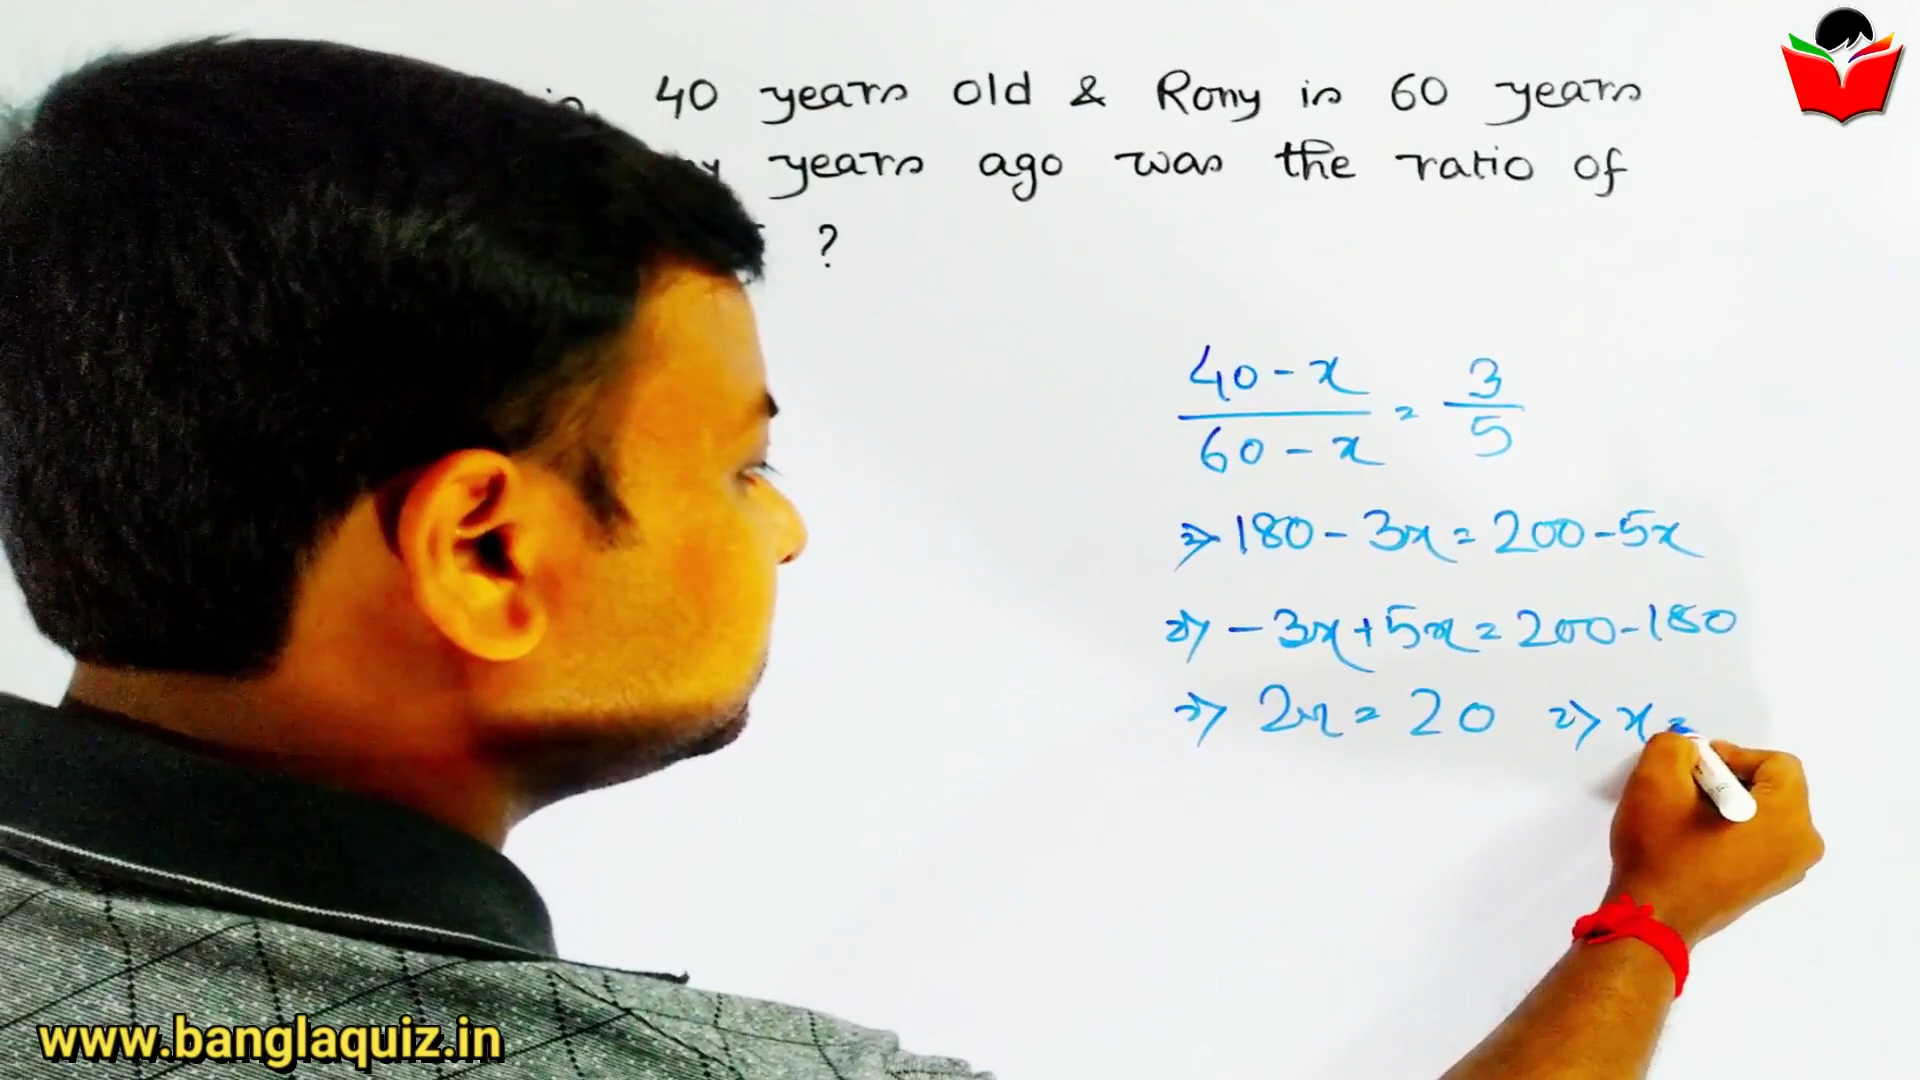 40 years old & Rony is 60 years
years ago was the ratio of
?
40 - x / 60 - x = 3 / 5
⇒ 180 - 3x = 200 - 5x
⇒ - 3x + 5x = 200 - 180
⇒ 2x = 20 ⇒ x =
www.banglaquiz.in